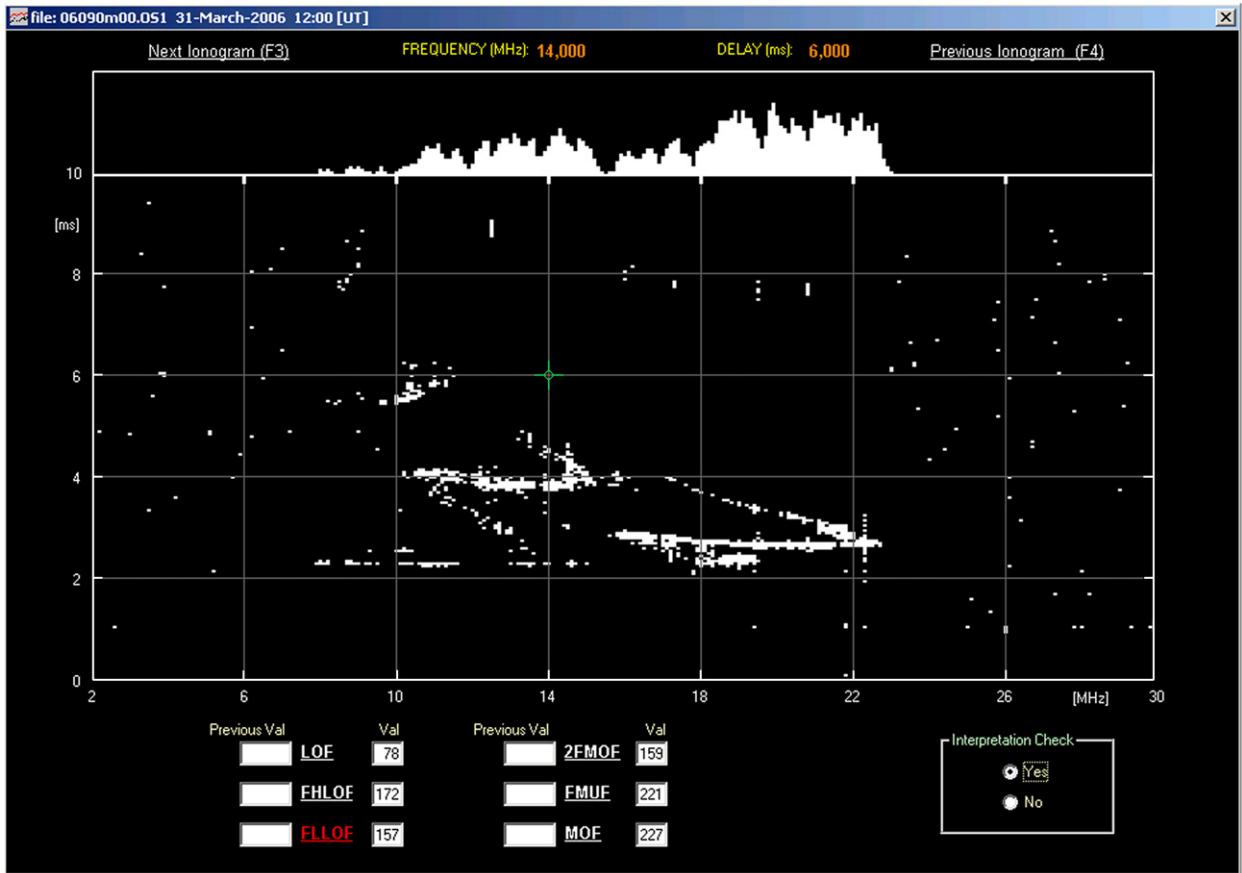 file: 06090m00.OS1 31-March-2006 12:00 [UT]
Next Ionogram (F3) FREQUENCY (MHz): 14,000 DELAY (ms): 6,000 Previous Ionogram (F4)
10
[ms]
8
6
4
2
0
2 6 10 14 18 22 26 [MHz] 30
Previous Val Val Previous Val Val
LOF 78 2FMOF 159
FHLOF 172 FMUF 221
FLLOF 157 MOF 227
Interpretation Check
Yes
No